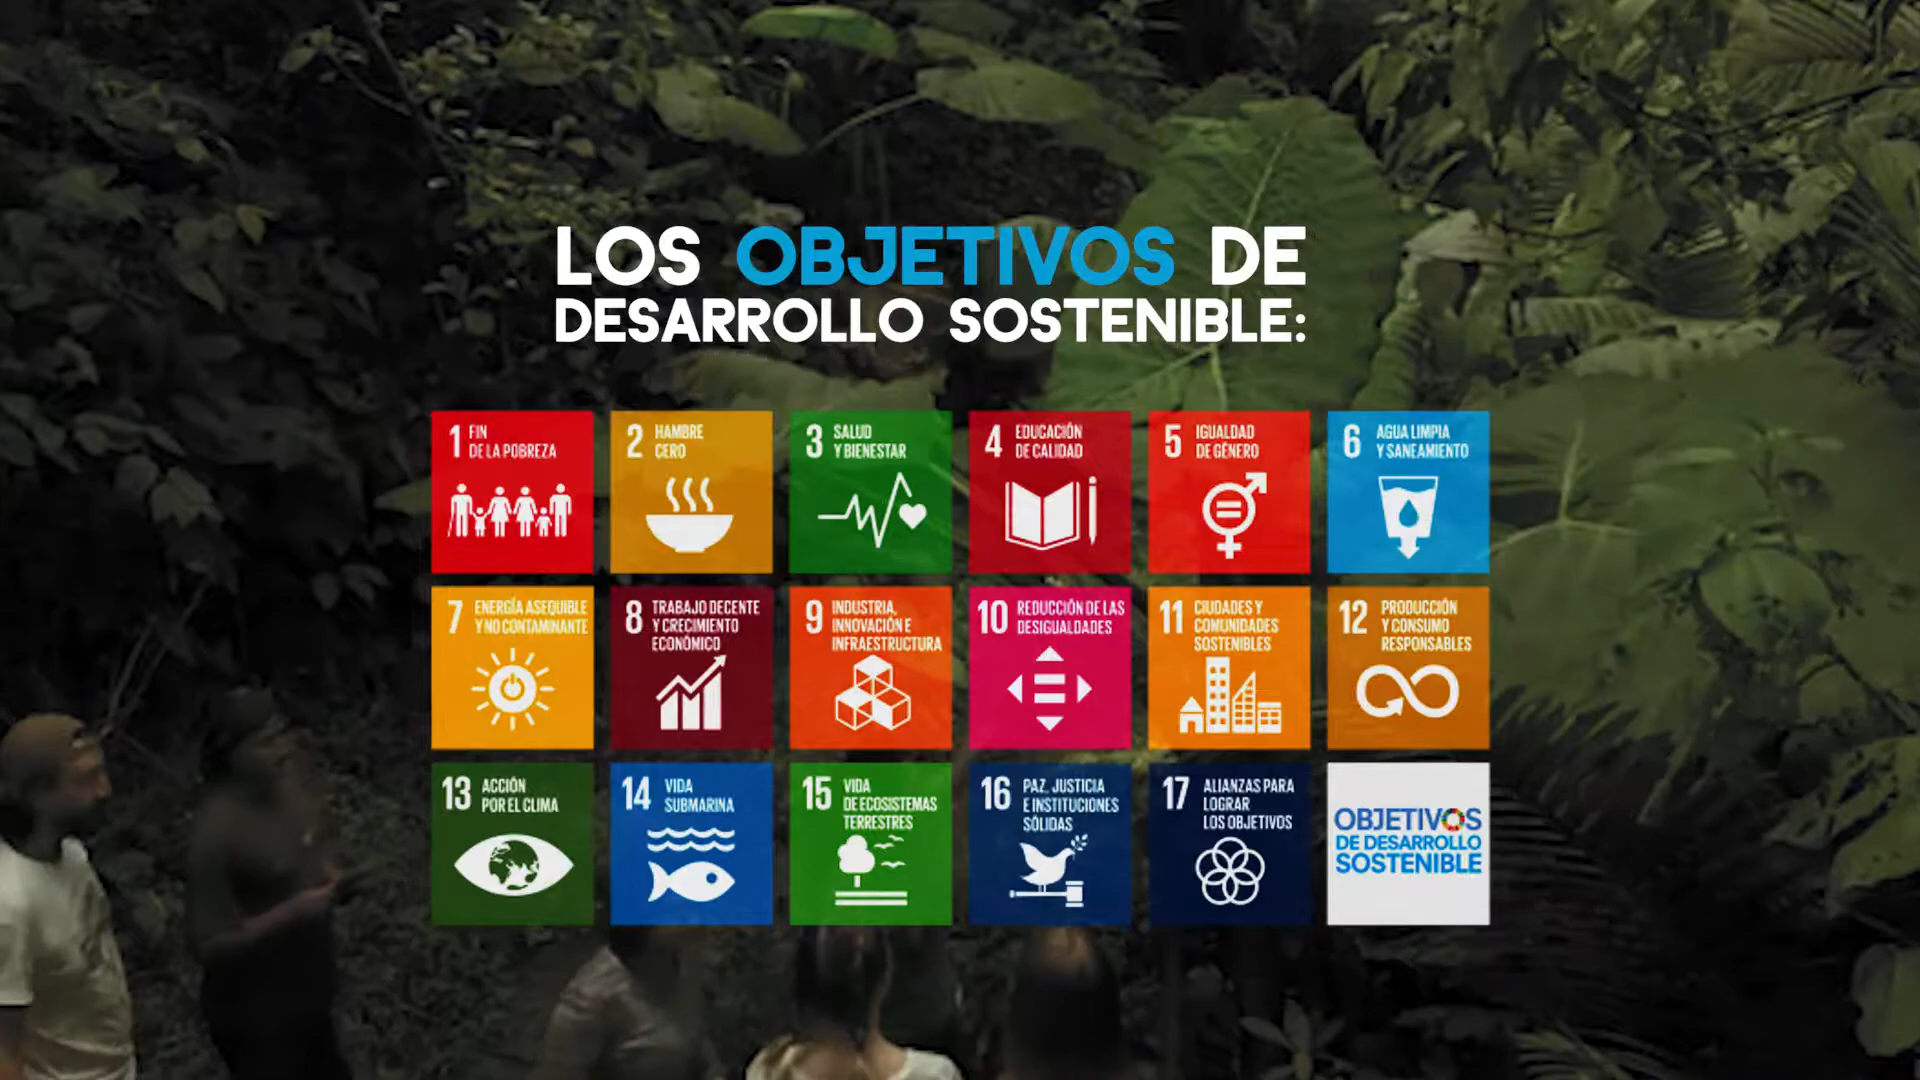 LOS OBJETIVOS DE
DESARROLLO SOSTENIBLE:
1 FIN
DE LA POBREZA
2 HAMBRE
CERO
3 SALUD
Y BIENESTAR
4 EDUCACIÓN
DE CALIDAD
5 IGUALDAD
DE GÉNERO
6 AGUA LIMPIA
Y SANEAMIENTO
7 ENERGÍA ASEQUIBLE
Y NO CONTAMINANTE
8 TRABAJO DECENTE
Y CRECIMIENTO
ECONÓMICO
9 INDUSTRIA,
INNOVACIÓN E
INFRAESTRUCTURA
10 REDUCCIÓN DE LAS
DESIGUALDADES
11 CIUDADES Y
COMUNIDADES
SOSTENIBLES
12 PRODUCCIÓN
Y CONSUMO
RESPONSABLES
13 ACCIÓN
POR EL CLIMA
14 VIDA
SUBMARINA
15 VIDA
DE ECOSISTEMAS
TERRESTRES
16 PAZ, JUSTICIA
E INSTITUCIONES
SÓLIDAS
17 ALIANZAS PARA
LOGRAR
LOS OBJETIVOS
OBJETIVOS
DE DESARROLLO
SOSTENIBLE